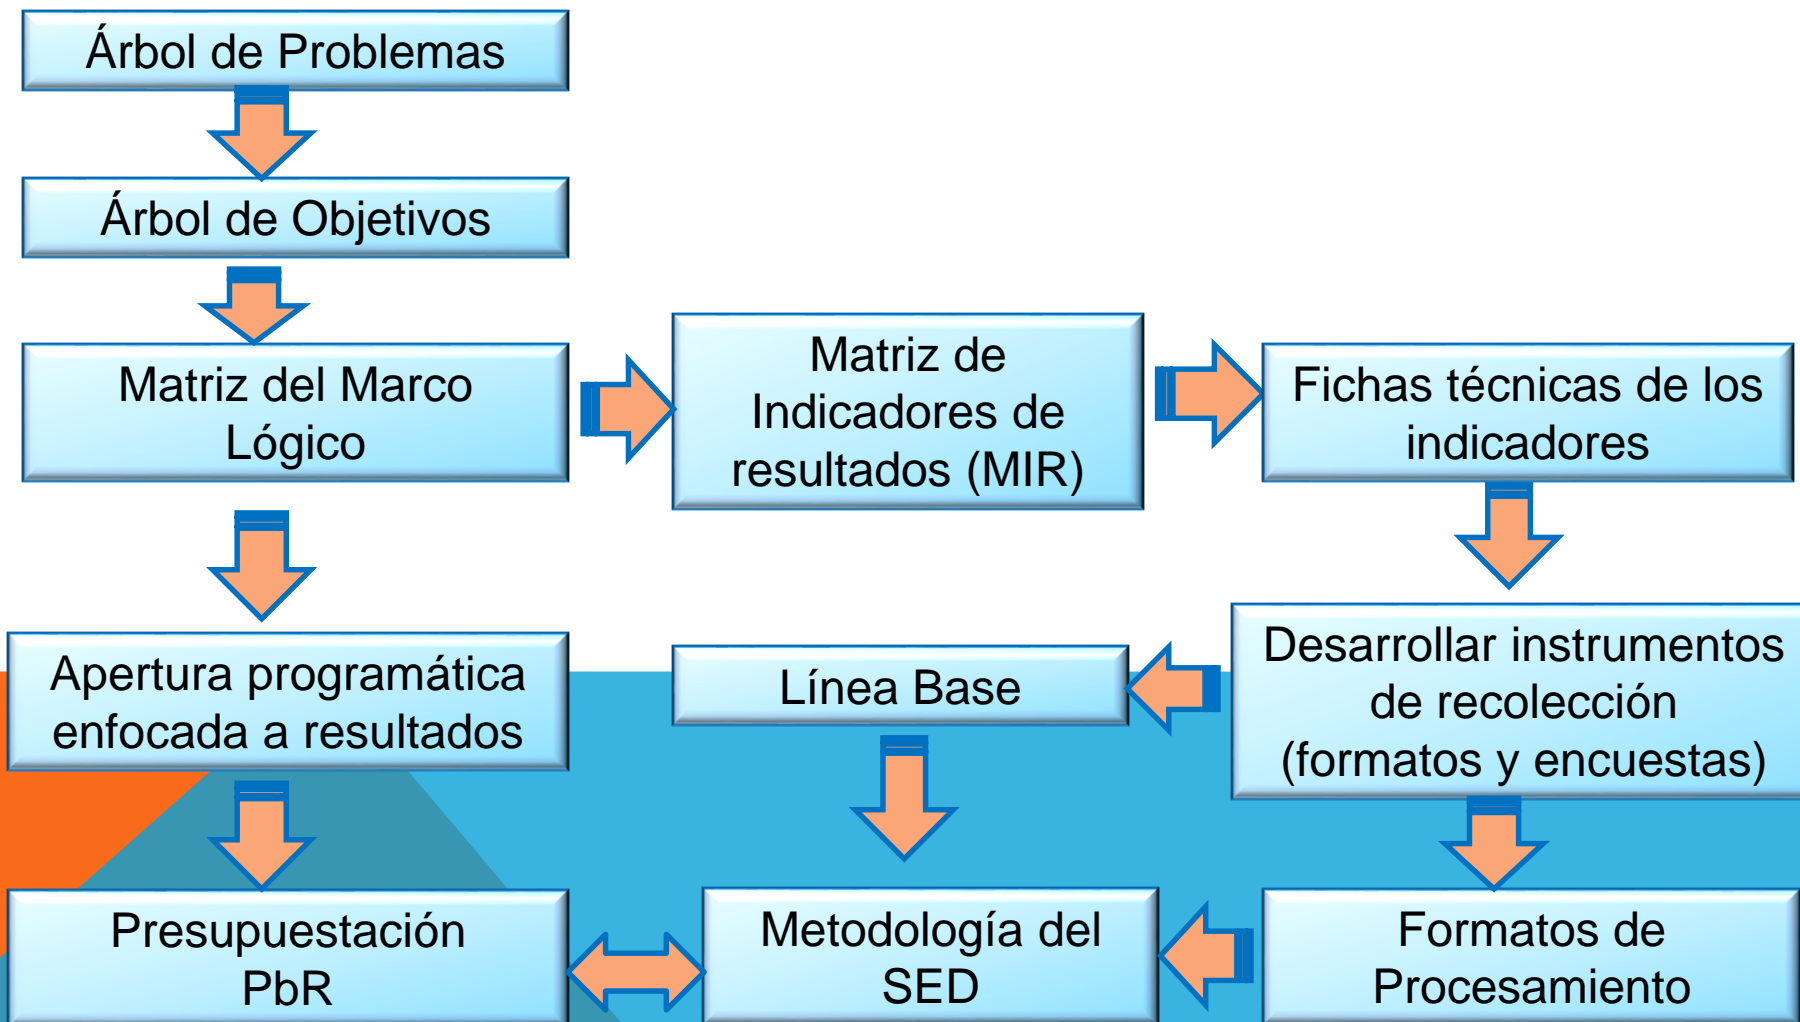 Árbol de Problemas
Árbol de Objetivos
Matriz del Marco
Lógico
Matriz de
Indicadores de
resultados (MIR)
Fichas técnicas de los
indicadores
Apertura programática
enfocada a resultados
Línea Base
Desarrollar instrumentos
de recolección
(formatos y encuestas)
Presupuestación
PbR
Metodología del
SED
Formatos de
Procesamiento